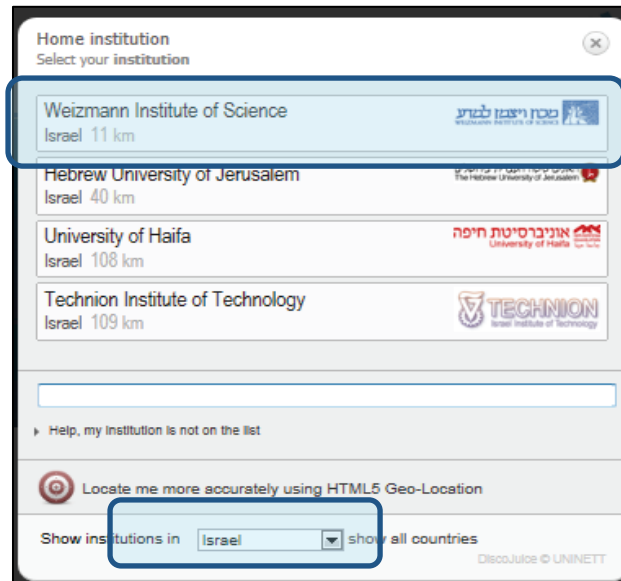 Home institution
Select your institution
Weizmann Institute of Science
מכון ויצמן למדע
WEIZMANN INSTITUTE OF SCIENCE
Israel 11 km
Hebrew University of Jerusalem
The Hebrew University of Jerusalem
Israel 40 km
University of Haifa
אוניברסיטת חיפה
University of Haifa
Israel 108 km
Technion Institute of Technology
TECHNION
Israel Institute of Technology
Israel 109 km
Help, my institution is not on the list
Locate me more accurately using HTML5 Geo-Location
Show institutions in Israel show all countries
DiscoJuice © UNINETT